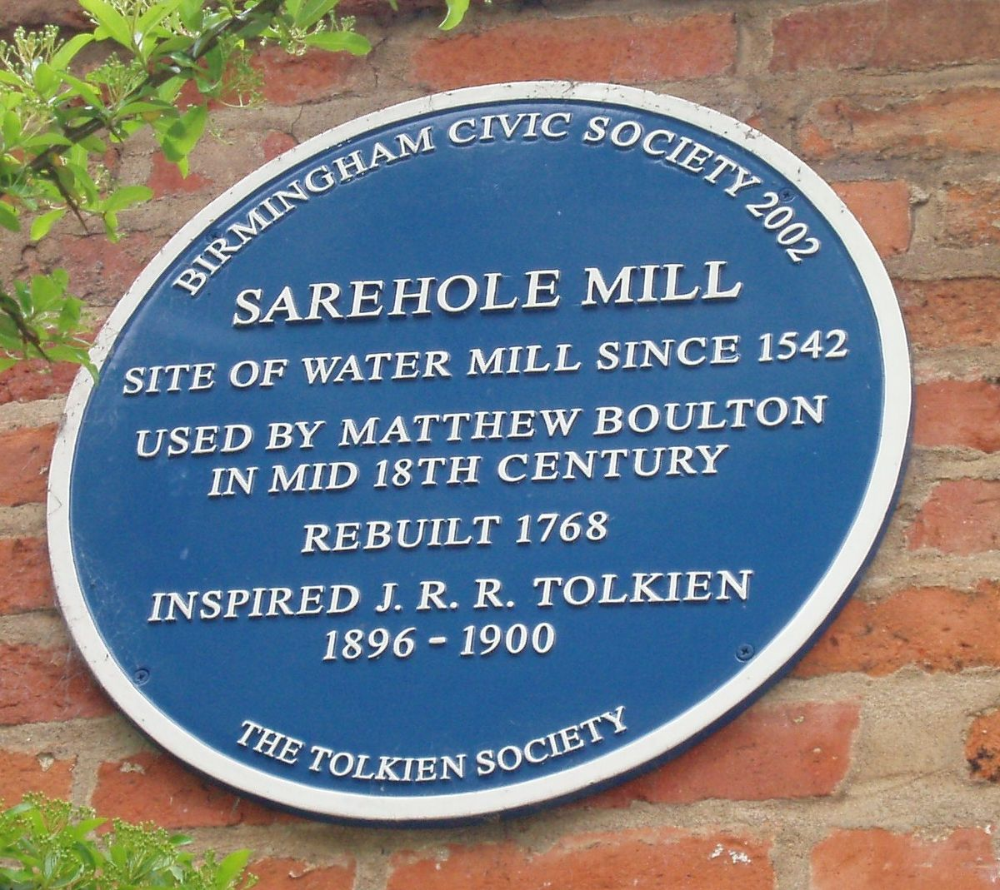 BIRMINGHAM CIVIC SOCIETY 2002
SAREHOLE MILL
SITE OF WATER MILL SINCE 1542
USED BY MATTHEW BOULTON
IN MID 18TH CENTURY
REBUILT 1768
INSPIRED J. R. R. TOLKIEN
1896 - 1900
THE TOLKIEN SOCIETY